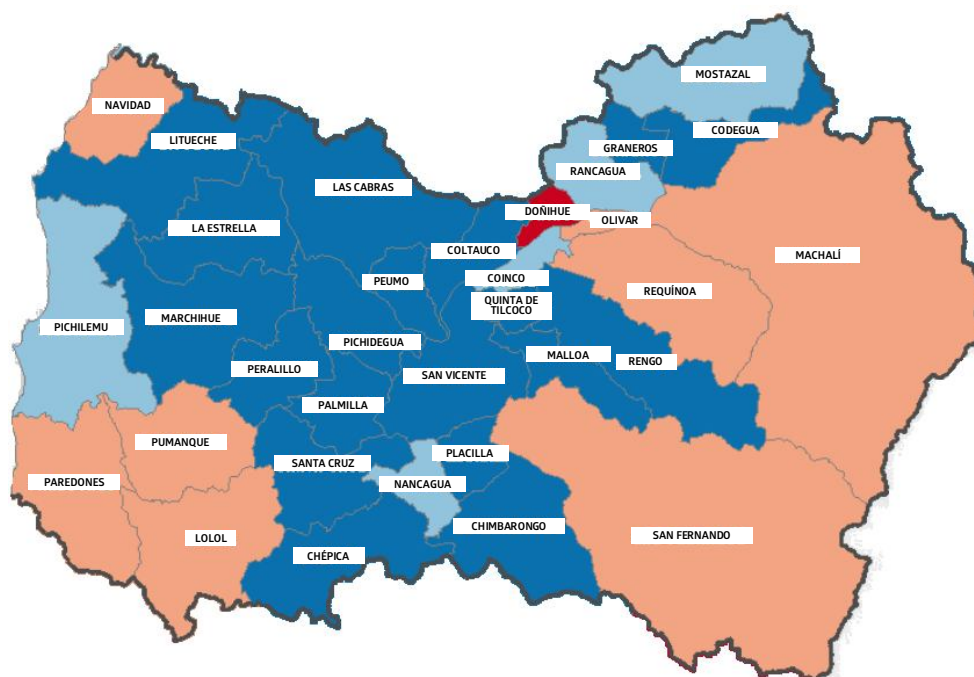 MOSTAZAL
NAVIDAD
CODEGUA
LITUECHE
GRANEROS
RANCAGUA
LAS CABRAS
DOÑIHUE
OLIVAR
LA ESTRELLA
COLTAUCO
MACHALÍ
PEUMO
COINCO
REQUÍNOA
QUINTA DE
TILCOCO
MARCHIHUE
PICHILEMU
PICHIDEGUA
MALLOA
RENGO
PERALILLO
SAN VICENTE
PALMILLA
PUMANQUE
PLACILLA
SANTA CRUZ
PAREDONES
NANCAGUA
CHIMBARONGO
SAN FERNANDO
LOLOL
CHÉPICA